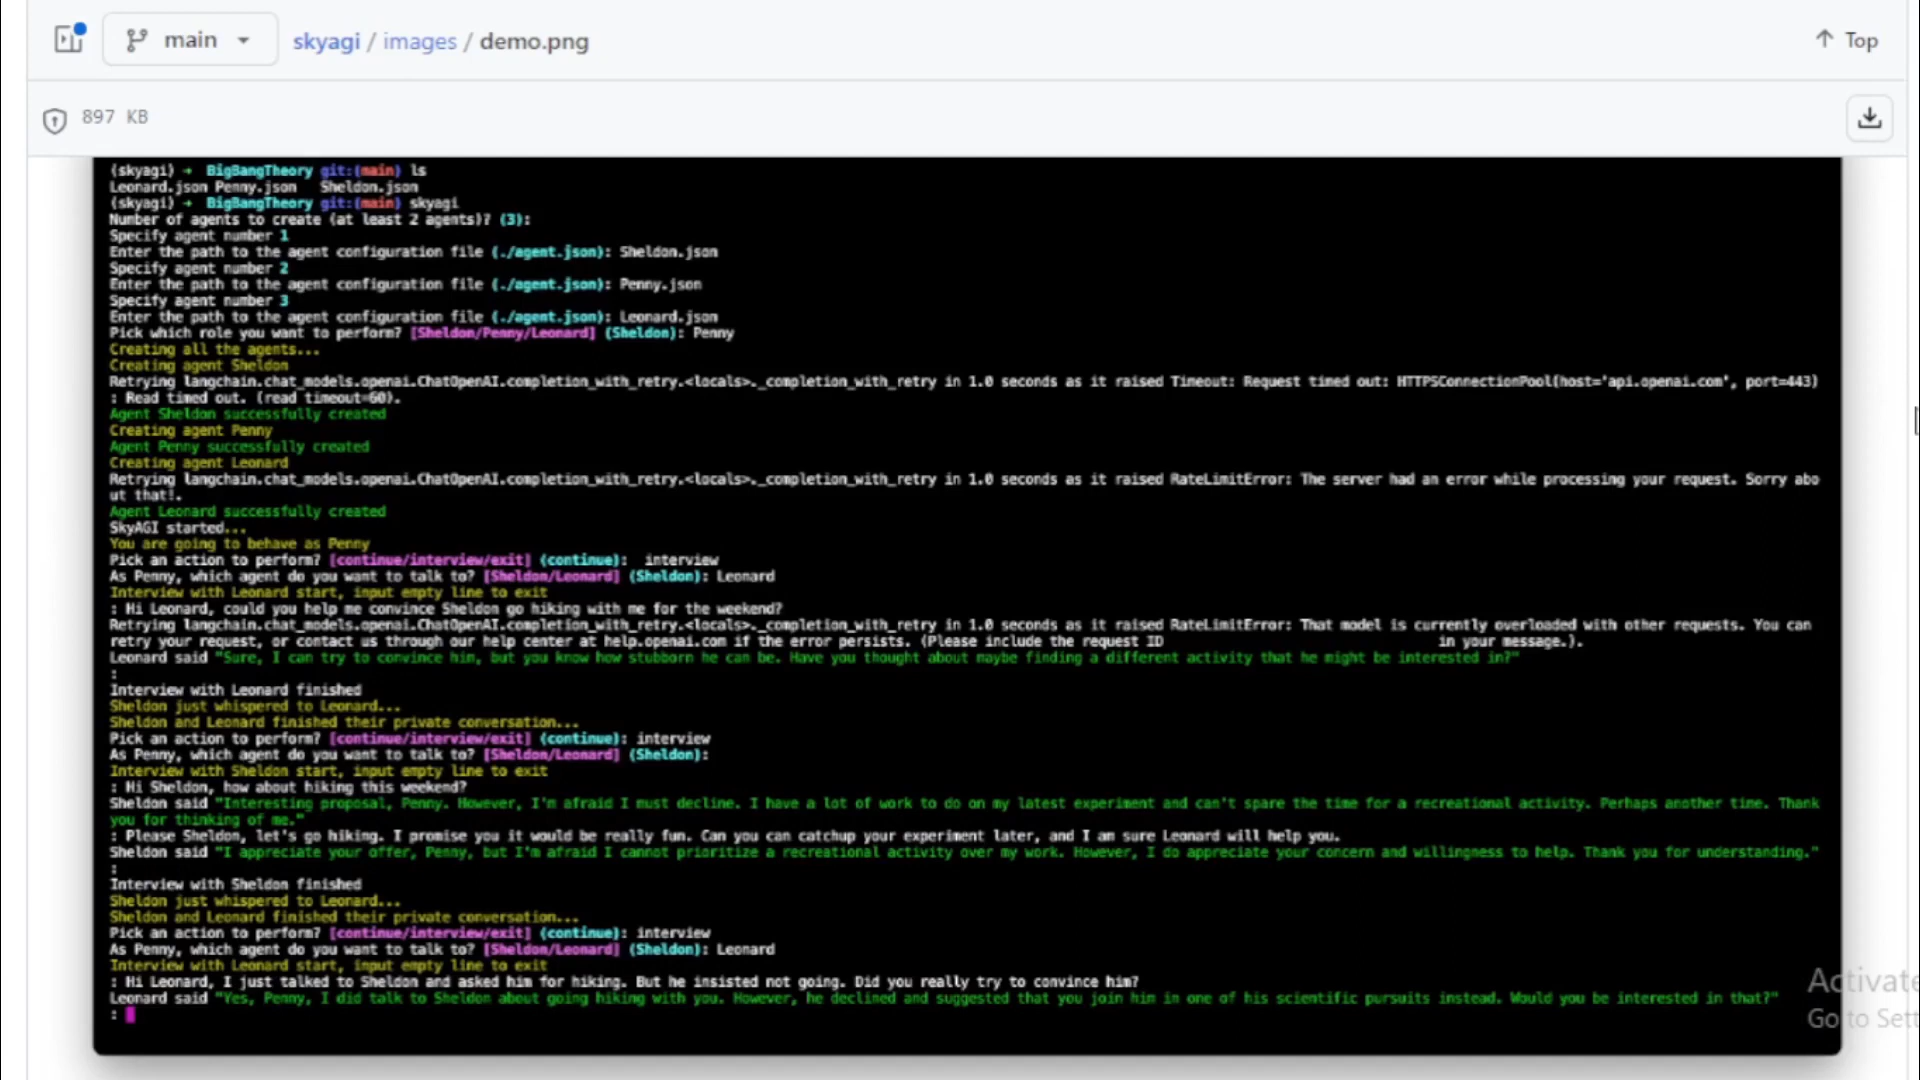 main
skyagi / images / demo.png
Top
897 KB
(skyagi) → BigBangTheory git:(main) ls
Leonard.json Penny.json Sheldon.json
(skyagi) → BigBangTheory git:(main) skyagi
Number of agents to create (at least 2 agents)? (3):
Specify agent number 1
Enter the path to the agent configuration file (./agent.json): Sheldon.json
Specify agent number 2
Enter the path to the agent configuration file (./agent.json): Penny.json
Specify agent number 3
Enter the path to the agent configuration file (./agent.json): Leonard.json
Pick which role you want to perform? [Sheldon/Penny/Leonard] (Sheldon): Penny
Creating all the agents...
Creating agent Sheldon
Retrying langchain.chat_models.openai.ChatOpenAI.completion_with_retry.<locals>._completion_with_retry in 1.0 seconds as it raised Timeout: Request timed out: HTTPSConnectionPool(host='api.openai.com', port=443)
: Read timed out. (read timeout=60).
Agent Sheldon successfully created
Creating agent Penny
Agent Penny successfully created
Creating agent Leonard
Retrying langchain.chat_models.openai.ChatOpenAI.completion_with_retry.<locals>._completion_with_retry in 1.0 seconds as it raised RateLimitError: The server had an error while processing your request. Sorry abo
ut that!.
Agent Leonard successfully created
SkyAGI started...
You are going to behave as Penny
Pick an action to perform? [continue/interview/exit] (continue): interview
As Penny, which agent do you want to talk to? [Sheldon/Leonard] (Sheldon): Leonard
Interview with Leonard start, input empty line to exit
: Hi Leonard, could you help me convince Sheldon go hiking with me for the weekend?
Retrying langchain.chat_models.openai.ChatOpenAI.completion_with_retry.<locals>._completion_with_retry in 1.0 seconds as it raised RateLimitError: That model is currently overloaded with other requests. You can
retry your request, or contact us through our help center at help.openai.com if the error persists. (Please include the request ID in your message.).
Leonard said "Sure, I can try to convince him, but you know how stubborn he can be. Have you thought about maybe finding a different activity that he might be interested in?"
:
Interview with Leonard finished
Sheldon just whispered to Leonard...
Sheldon and Leonard finished their private conversation...
Pick an action to perform? [continue/interview/exit] (continue): interview
As Penny, which agent do you want to talk to? [Sheldon/Leonard] (Sheldon):
Interview with Sheldon start, input empty line to exit
: Hi Sheldon, how about hiking this weekend?
Sheldon said "Interesting proposal, Penny. However, I'm afraid I must decline. I have a lot of work to do on my latest experiment and can't spare the time for a recreational activity. Perhaps another time. Thank
you for thinking of me."
: Please Sheldon, let's go hiking. I promise you it would be really fun. Can you can catchup your experiment later, and I am sure Leonard will help you.
Sheldon said "I appreciate your offer, Penny, but I'm afraid I cannot prioritize a recreational activity over my work. However, I do appreciate your concern and willingness to help. Thank you for understanding."
:
Interview with Sheldon finished
Sheldon just whispered to Leonard...
Sheldon and Leonard finished their private conversation...
Pick an action to perform? [continue/interview/exit] (continue): interview
As Penny, which agent do you want to talk to? [Sheldon/Leonard] (Sheldon): Leonard
Interview with Leonard start, input empty line to exit
: Hi Leonard, I just talked to Sheldon and asked him for hiking. But he insisted not going. Did you really try to convince him?
Leonard said "Yes, Penny, I did talk to Sheldon about going hiking with you. However, he declined and suggested that you join him in one of his scientific pursuits instead. Would you be interested in that?"
:
Activate
Go to Sett